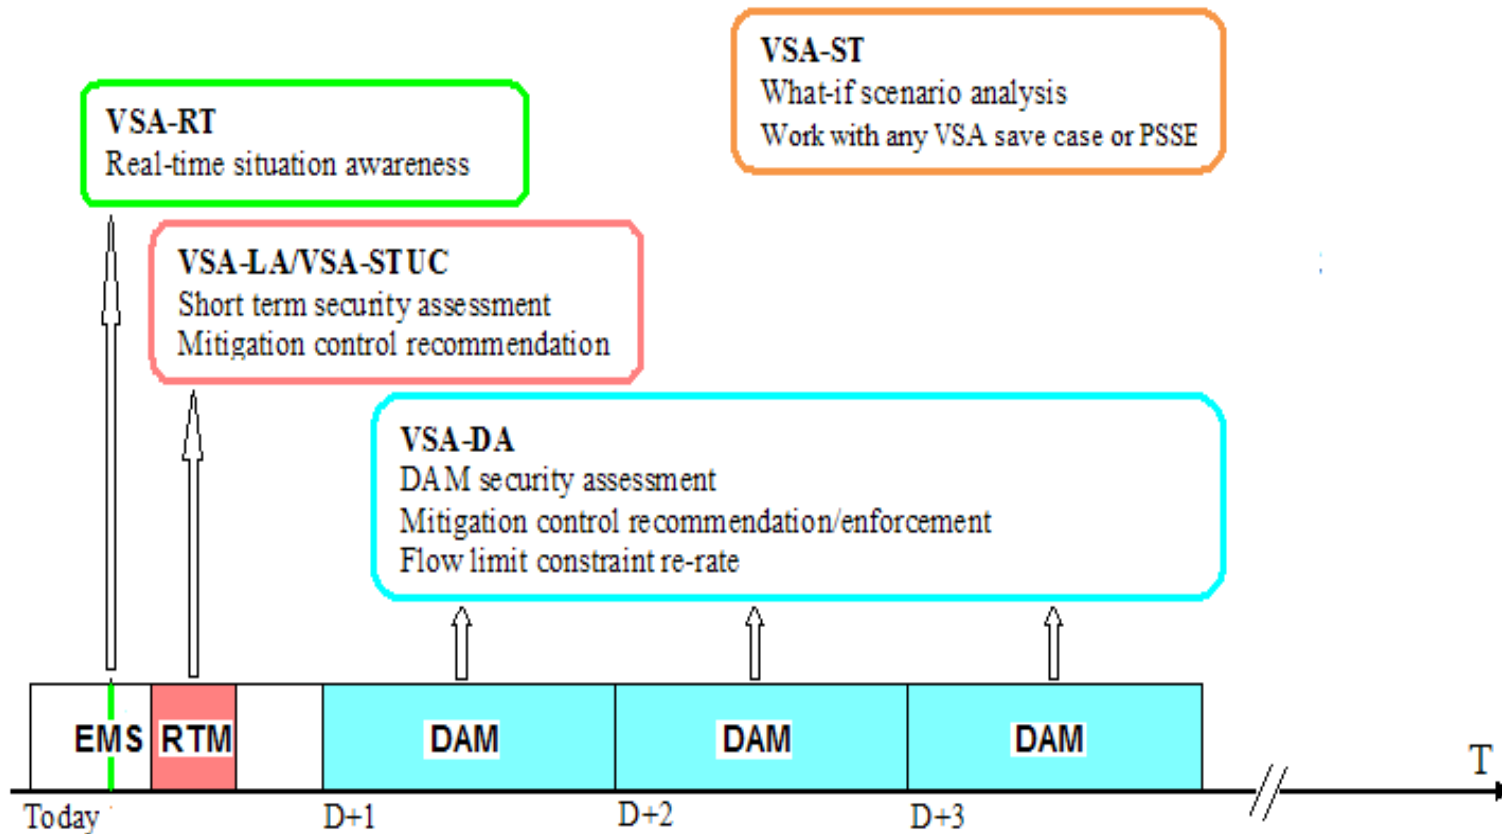 VSA-ST
What-if scenario analysis
Work with any VSA save case or PSSE
VSA-RT
Real-time situation awareness
VSA-LA/VSA-STUC
Short term security assessment
Mitigation control recommendation
VSA-DA
DAM security assessment
Mitigation control recommendation/enforcement
Flow limit constraint re-rate
EMS
RTM
DAM
DAM
DAM
T
Today
D+1
D+2
D+3